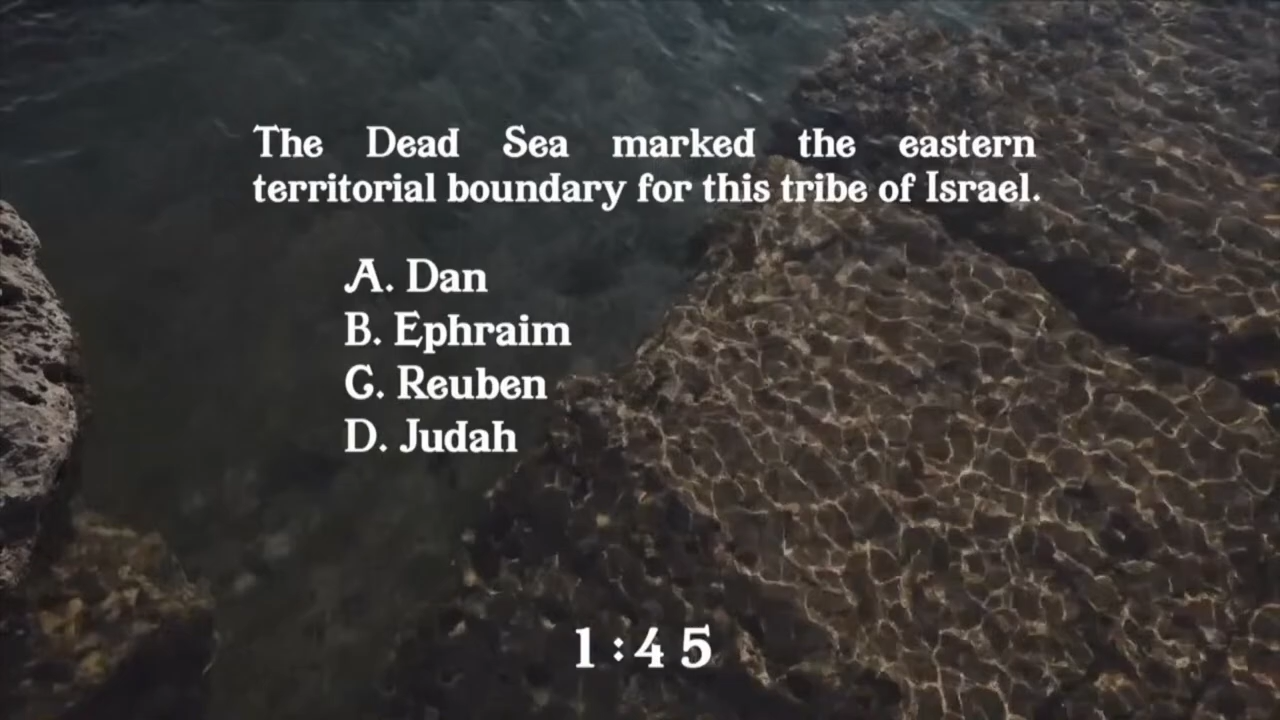 The Dead Sea marked the eastern
territorial boundary for this tribe of Israel.
A. Dan
B. Ephraim
C. Reuben
D. Judah
1:45